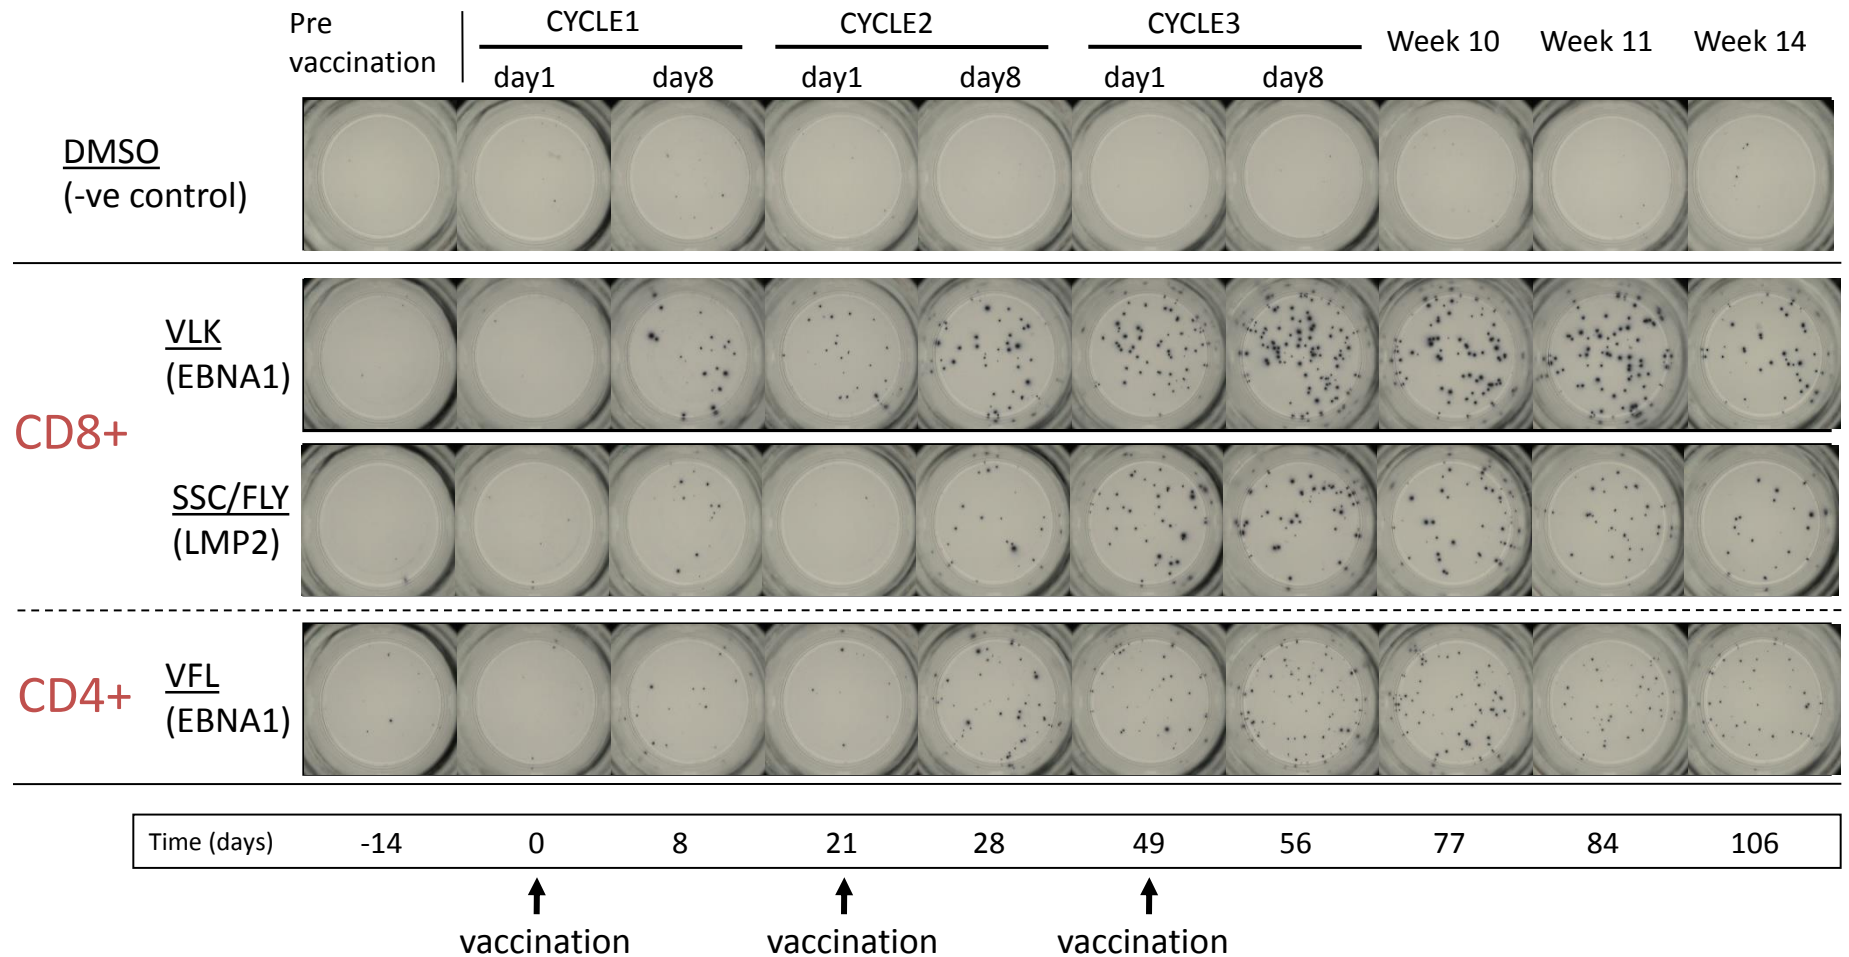 Pre vaccination
CYCLE1 CYCLE2 CYCLE3
Week 10 Week 11 Week 14
day1 day8 day1 day8 day1 day8
DMSO
(-ve control)
CD8+
VLK
(EBNA1)
SSC/FLY
(LMP2)
CD4+
VFL
(EBNA1)
Time (days) -14 0 8 21 28 49 56 77 84 106
vaccination vaccination vaccination